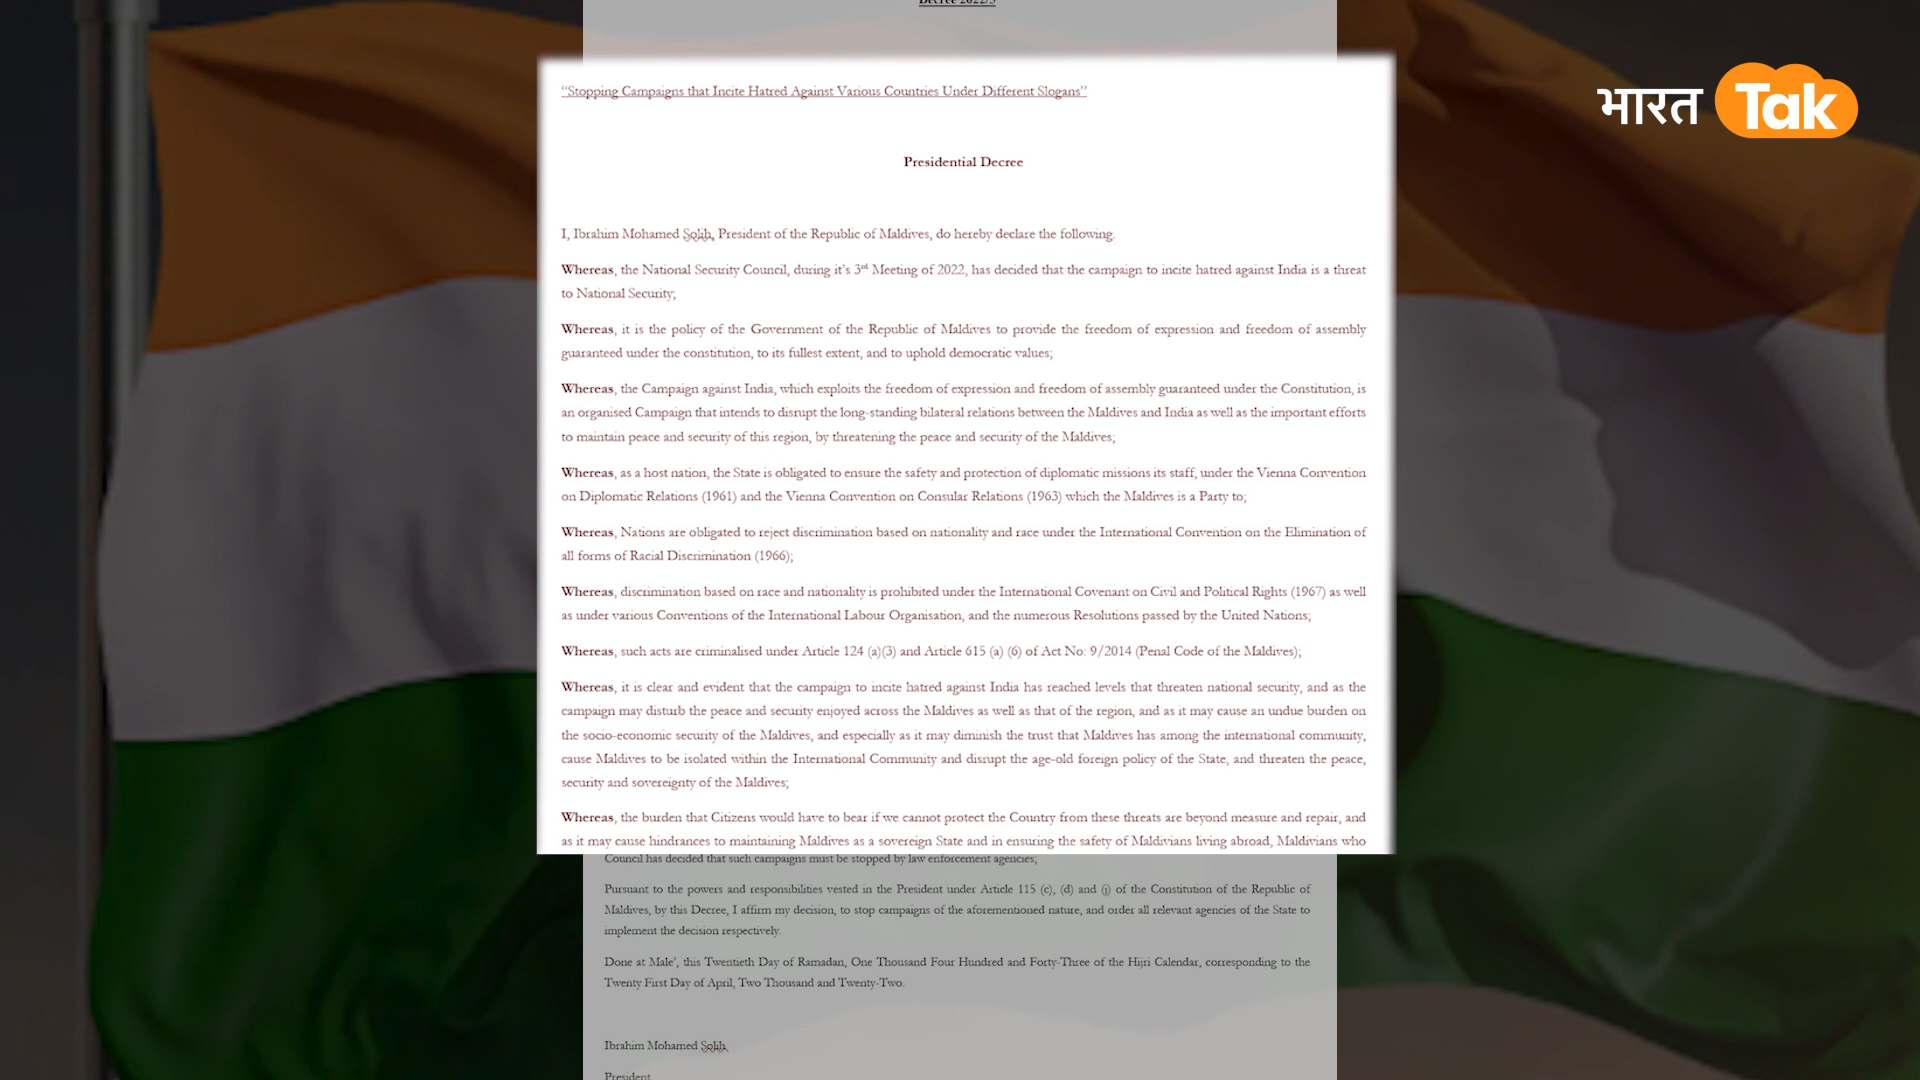 Decree 2022/3
भारत Tak
“Stopping Campaigns that Incite Hatred Against Various Countries Under Different Slogans”
Presidential Decree
I, Ibrahim Mohamed Solih, President of the Republic of Maldives, do hereby declare the following.
Whereas, the National Security Council, during it’s 3rd Meeting of 2022, has decided that the campaign to incite hatred against India is a threat
to National Security;
Whereas, it is the policy of the Government of the Republic of Maldives to provide the freedom of expression and freedom of assembly
guaranteed under the constitution, to its fullest extent, and to uphold democratic values;
Whereas, the Campaign against India, which exploits the freedom of expression and freedom of assembly guaranteed under the Constitution, is
an organised Campaign that intends to disrupt the long-standing bilateral relations between the Maldives and India as well as the important efforts
to maintain peace and security of this region, by threatening the peace and security of the Maldives;
Whereas, as a host nation, the State is obligated to ensure the safety and protection of diplomatic missions its staff, under the Vienna Convention
on Diplomatic Relations (1961) and the Vienna Convention on Consular Relations (1963) which the Maldives is a Party to;
Whereas, Nations are obligated to reject discrimination based on nationality and race under the International Convention on the Elimination of
all forms of Racial Discrimination (1966);
Whereas, discrimination based on race and nationality is prohibited under the International Covenant on Civil and Political Rights (1967) as well
as under various Conventions of the International Labour Organisation, and the numerous Resolutions passed by the United Nations;
Whereas, such acts are criminalised under Article 124 (a)(3) and Article 615 (a) (6) of Act No: 9/2014 (Penal Code of the Maldives);
Whereas, it is clear and evident that the campaign to incite hatred against India has reached levels that threaten national security, and as the
campaign may disturb the peace and security enjoyed across the Maldives as well as that of the region, and as it may cause an undue burden on
the socio-economic security of the Maldives, and especially as it may diminish the trust that Maldives has among the international community,
cause Maldives to be isolated within the International Community and disrupt the age-old foreign policy of the State, and threaten the peace,
security and sovereignty of the Maldives;
Whereas, the burden that Citizens would have to bear if we cannot protect the Country from these threats are beyond measure and repair, and
as it may cause hindrances to maintaining Maldives as a sovereign State and in ensuring the safety of Maldivians living abroad, Maldivians who
Council has decided that such campaigns must be stopped by law enforcement agencies;
Pursuant to the powers and responsibilities vested in the President under Article 115 (c), (d) and (j) of the Constitution of the Republic of
Maldives, by this Decree, I affirm my decision, to stop campaigns of the aforementioned nature, and order all relevant agencies of the State to
implement the decision respectively.
Done at Male’, this Twentieth Day of Ramadan, One Thousand Four Hundred and Forty-Three of the Hijri Calendar, corresponding to the
Twenty First Day of April, Two Thousand and Twenty-Two.
Ibrahim Mohamed Solih
President